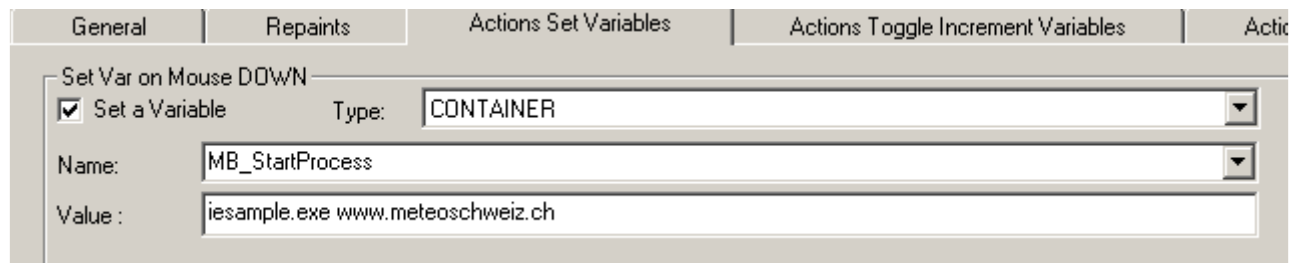 General Repaints Actions Set Variables Actions Toggle Increment Variables
Set Var on Mouse DOWN
Set a Variable Type: CONTAINER
Name: MB_StartProcess
Value : iesample.exe www.meteoschweiz.ch